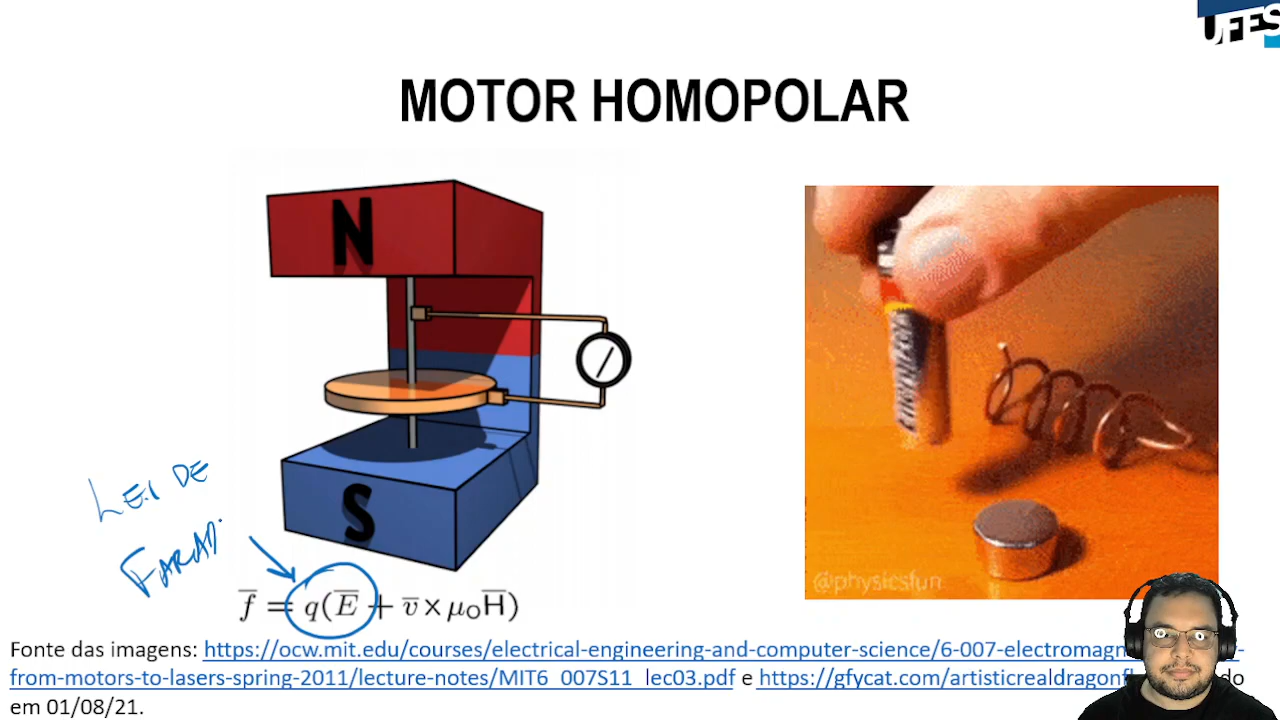 UFES
MOTOR HOMOPOLAR
N
S
LEI DE
FARAD
f̅ = q(E̅ + v̅ × μ₀H̅)
energizer
@physicsfun
Fonte das imagens: https://ocw.mit.edu/courses/electrical-engineering-and-computer-science/6-007-electromagn
from-motors-to-lasers-spring-2011/lecture-notes/MIT6_007S11_lec03.pdf e https://gfycat.com/artisticrealdragonfl
em 01/08/21.